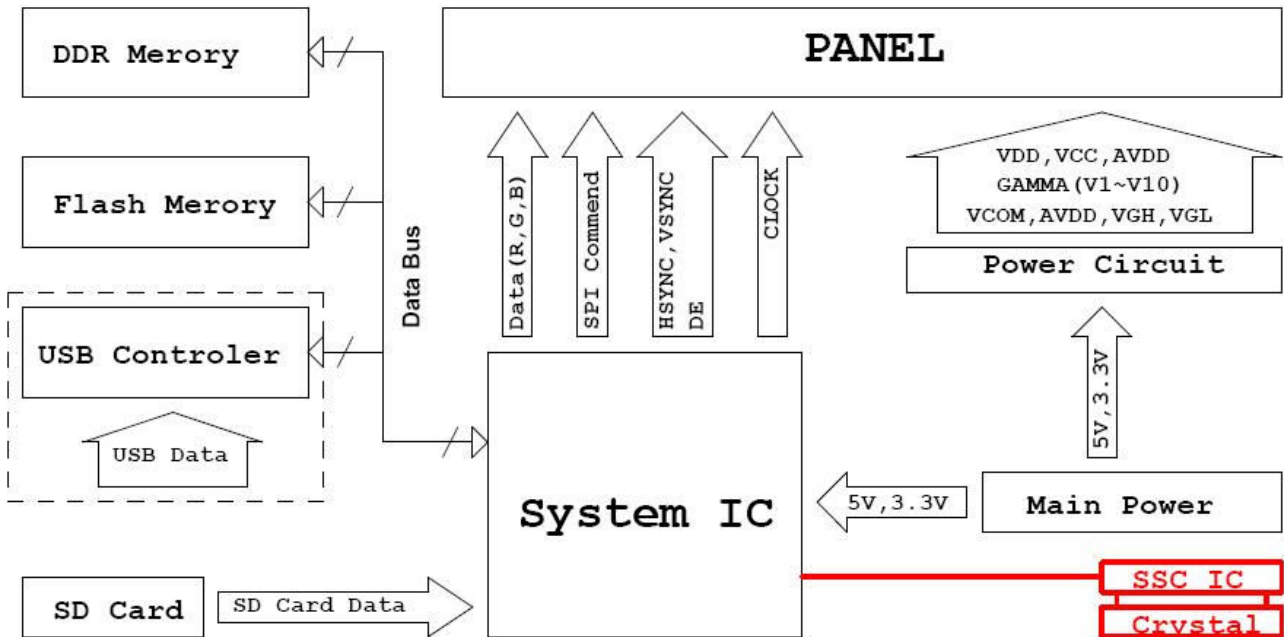 DDR Merory
PANEL
Flash Merory
USB Controler
USB Data
Data Bus
Data(R,G,B)
SPI Commend
HSYNC,VSYNC
DE
CLOCK
VDD,VCC,AVDD
GAMMA(V1~V10)
VCOM,AVDD,VGH,VGL
Power Circuit
5V,3.3V
System IC
5V,3.3V
Main Power
SD Card
SD Card Data
SSC IC
Crystal